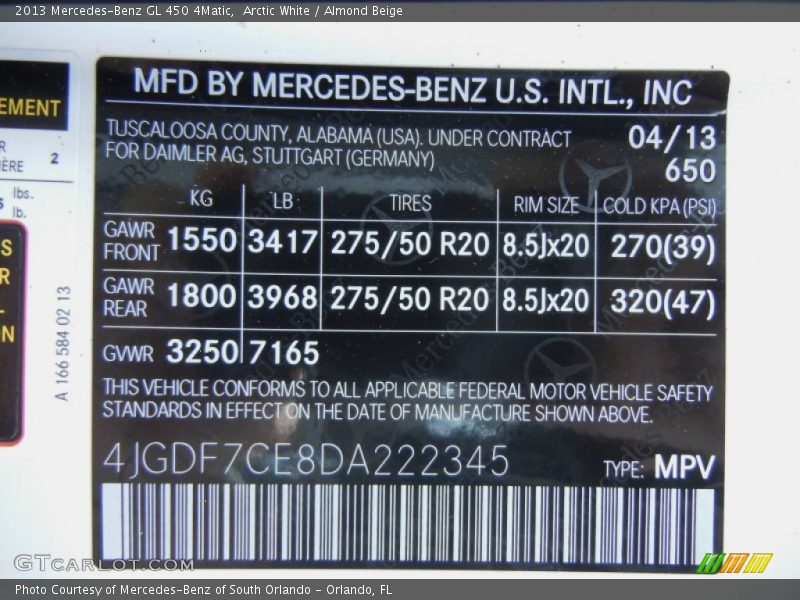 2013 Mercedes-Benz GL 450 4Matic,  Arctic White / Almond Beige
EMENT
2
lbs.
lb.
A 166 584 02 13
MFD BY MERCEDES-BENZ U.S. INTL., INC
TUSCALOOSA COUNTY, ALABAMA (USA). UNDER CONTRACT
FOR DAIMLER AG, STUTTGART (GERMANY)
04/13
650
KG LB TIRES RIM SIZE COLD KPA (PSI)
GAWR FRONT 1550 3417 275/50 R20 8.5Jx20 270(39)
GAWR REAR 1800 3968 275/50 R20 8.5Jx20 320(47)
GVWR 3250 7165
THIS VEHICLE CONFORMS TO ALL APPLICABLE FEDERAL MOTOR VEHICLE SAFETY
STANDARDS IN EFFECT ON THE DATE OF MANUFACTURE SHOWN ABOVE.
4JGDF7CE8DA222345 TYPE: MPV
GTCARLOT.COM
Photo Courtesy of Mercedes-Benz of South Orlando - Orlando, FL